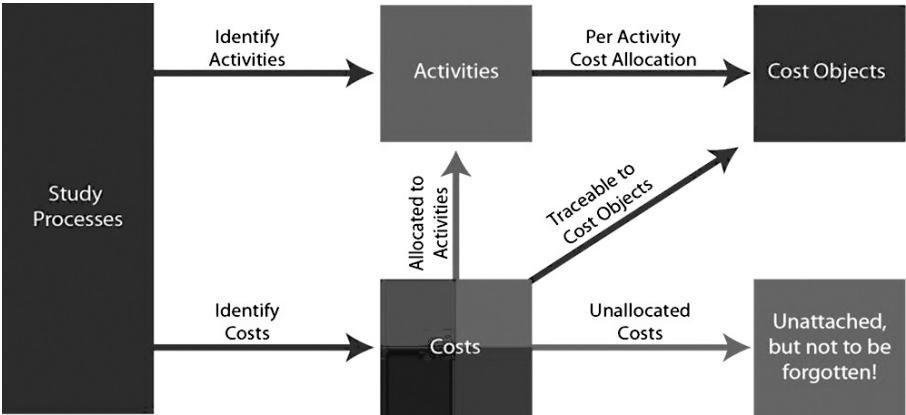 Identify
Activities
Per Activity
Cost Allocation
Activities
Cost Objects
Study
Processes
Allocated to
Activities
Traceable to
Cost Objects
Identify
Costs
Costs
Unallocated
Costs
Unattached,
but not to be
forgotten!